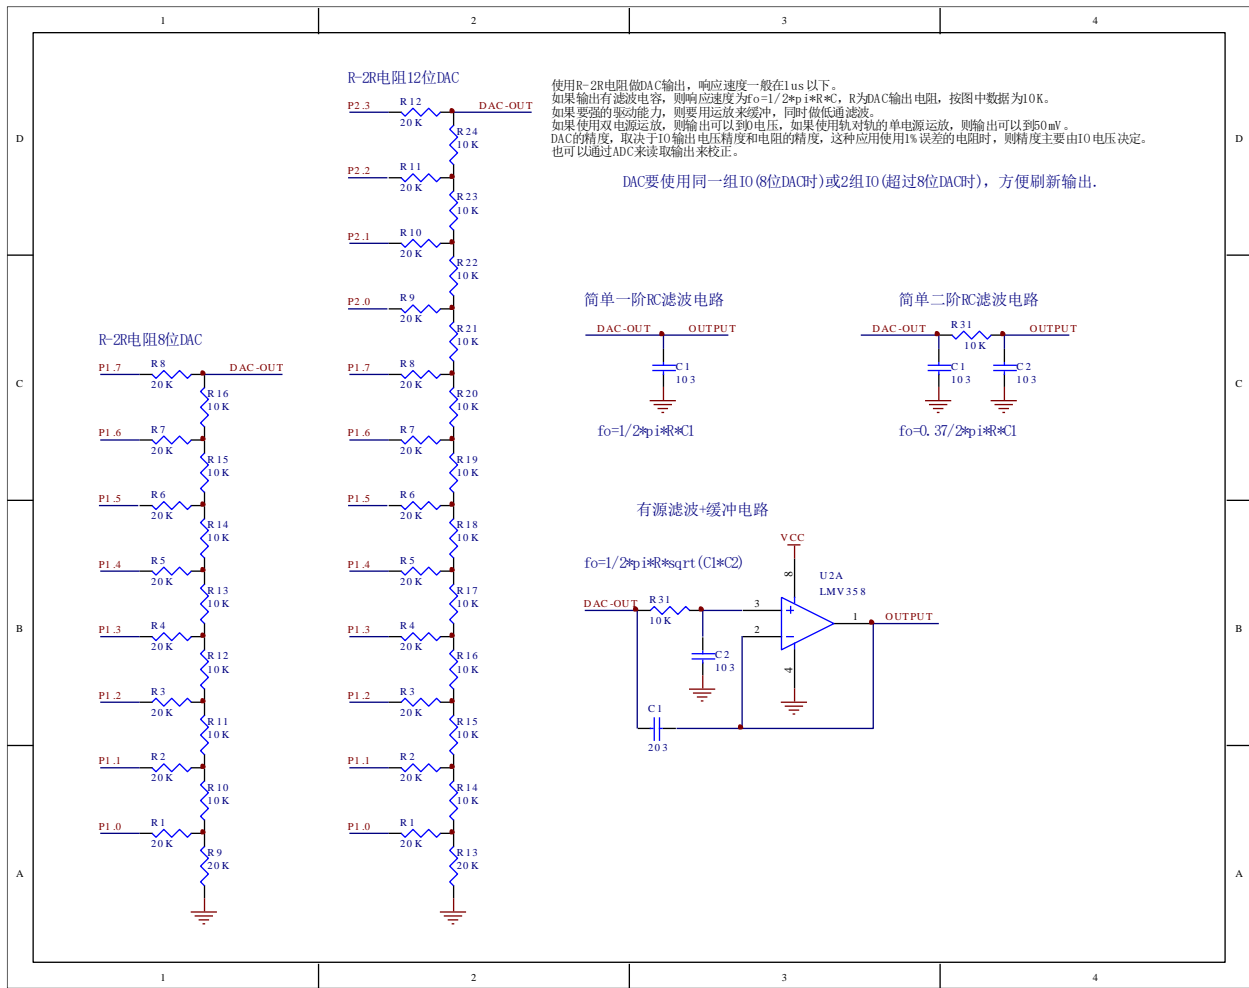 1 2 3 4
D
D
C
C
B
B
A
A
1 2 3 4
R-2R电阻12位DAC
使用R-2R电阻做DAC输出，响应速度一般在1us以下。
如果输出有滤波电容，则响应速度为fo=1/2*pi*R*C，R为DAC输出电阻，按图中数据为10K。
如果要强的驱动能力，则要用运放来缓冲，同时做低通滤波。
如果使用双电源运放，则输出可以到0电压，如果使用轨对轨的单电源运放，则输出可以到50mV。
DAC的精度，取决于IO输出电压精度和电阻的精度，这种应用使用1%误差的电阻时，则精度主要由IO电压决定。
也可以通过ADC来读取输出来校正。
DAC要使用同一组IO(8位DAC时)或2组IO(超过8位DAC时)，方便刷新输出.
P2.3 R12 20K DAC-OUT
R24 10K
P2.2 R11 20K
R23 10K
P2.1 R10 20K
R22 10K
P2.0 R9 20K
R21 10K
P1.7 R8 20K
R20 10K
P1.6 R7 20K
R19 10K
P1.5 R6 20K
R18 10K
P1.4 R5 20K
R17 10K
P1.3 R4 20K
R16 10K
P1.2 R3 20K
R15 10K
P1.1 R2 20K
R14 10K
P1.0 R1 20K
R13 20K
R-2R电阻8位DAC
P1.7 R8 20K DAC-OUT
R16 10K
P1.6 R7 20K
R15 10K
P1.5 R6 20K
R14 10K
P1.4 R5 20K
R13 10K
P1.3 R4 20K
R12 10K
P1.2 R3 20K
R11 10K
P1.1 R2 20K
R10 10K
P1.0 R1 20K
R9 20K
简单一阶RC滤波电路
DAC-OUT OUTPUT
C1
103
fo=1/2*pi*R*C1
简单二阶RC滤波电路
DAC-OUT R31 OUTPUT
10K
C1 C2
103 103
fo=0.37/2*pi*R*C1
有源滤波+缓冲电路
fo=1/2*pi*R*sqrt(C1*C2)
VCC
8
U2A
LMV358
DAC-OUT R31 3 + 1 OUTPUT
10K
2 -
4
C2
103
C1
203